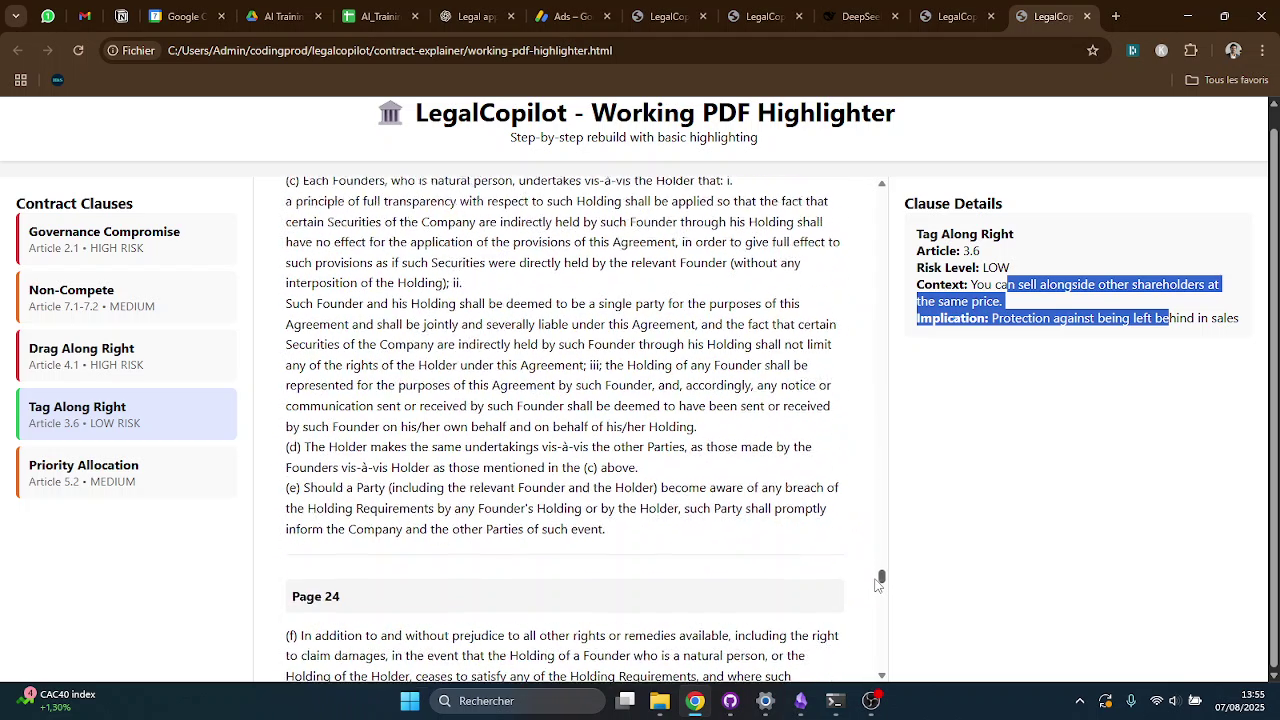 Google C
AI Training
AI_Training
Legal app
Ads – Go
LegalCop
LegalCop
DeepSee
LegalCop
LegalCop
Fichier
C:/Users/Admin/codingprod/legalcopilot/contract-explainer/working-pdf-highlighter.html
Tous les favoris
LegalCopilot - Working PDF Highlighter
Step-by-step rebuild with basic highlighting
Contract Clauses
Governance Compromise
Article 2.1 • HIGH RISK
Non-Compete
Article 7.1-7.2 • MEDIUM
Drag Along Right
Article 4.1 • HIGH RISK
Tag Along Right
Article 3.6 • LOW RISK
Priority Allocation
Article 5.2 • MEDIUM
(c) Each Founders, who is natural person, undertakes vis-à-vis the Holder that: i.
a principle of full transparency with respect to such Holding shall be applied so that the fact that
certain Securities of the Company are indirectly held by such Founder through his Holding shall
have no effect for the application of the provisions of this Agreement, in order to give full effect to
such provisions as if such Securities were directly held by the relevant Founder (without any
interposition of the Holding); ii.
Such Founder and his Holding shall be deemed to be a single party for the purposes of this
Agreement and shall be jointly and severally liable under this Agreement, and the fact that certain
Securities of the Company are indirectly held by such Founder through his Holding shall not limit
any of the rights of the Holder under this Agreement; iii; the Holding of any Founder shall be
represented for the purposes of this Agreement by such Founder, and, accordingly, any notice or
communication sent or received by such Founder shall be deemed to have been sent or received
by such Founder on his/her own behalf and on behalf of his/her Holding.
(d) The Holder makes the same undertakings vis-à-vis the other Parties, as those made by the
Founders vis-à-vis Holder as those mentioned in the (c) above.
(e) Should a Party (including the relevant Founder and the Holder) become aware of any breach of
the Holding Requirements by any Founder's Holding or by the Holder, such Party shall promptly
inform the Company and the other Parties of such event.
Page 24
(f) In addition to and without prejudice to all other rights or remedies available, including the right
to claim damages, in the event that the Holding of a Founder who is a natural person, or the
Holding of the Holder, ceases to satisfy any of the Holding Requirements, and where such
Clause Details
Tag Along Right
Article: 3.6
Risk Level: LOW
Context: You can sell alongside other shareholders at
the same price.
Implication: Protection against being left behind in sales
4
CAC40 index
+1,30%
Rechercher
13:55
07/08/2025